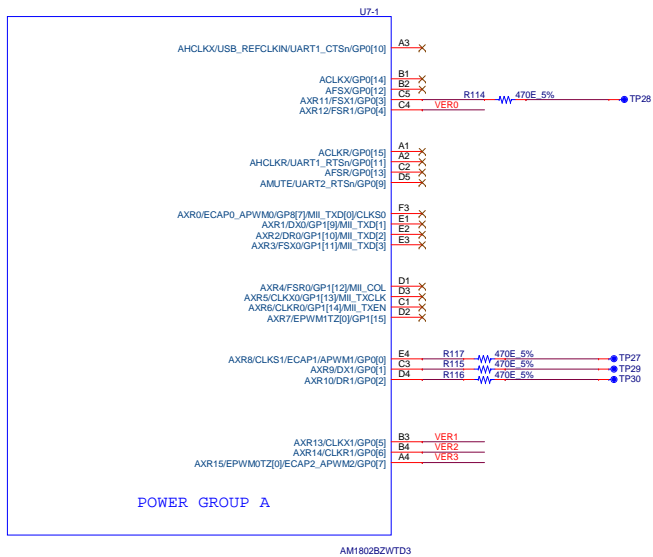 U7-1
AHCLKX/USB_REFCLKIN/UART1_CTSn/GP0[10] A3
ACLKX/GP0[14] B1
AFSX/GP0[12] B2
AXR11/FSX1/GP0[3] C5 R114 470E_5% TP28
AXR12/FSR1/GP0[4] C4 VER0
ACLKR/GP0[15] A1
AHCLKR/UART1_RTSn/GP0[11] A2
AFSR/GP0[13] C2
AMUTE/UART2_RTSn/GP0[9] D5
AXR0/ECAP0_APWM0/GP8[7]/MII_TXD[0]/CLKS0 F3
AXR1/DX0/GP1[9]/MII_TXD[1] E1
AXR2/DR0/GP1[10]/MII_TXD[2] E2
AXR3/FSX0/GP1[11]/MII_TXD[3] E3
AXR4/FSR0/GP1[12]/MII_COL D1
AXR5/CLKX0/GP1[13]/MII_TXCLK D3
AXR6/CLKR0/GP1[14]/MII_TXEN C1
AXR7/EPWM1TZ[0]/GP1[15] D2
AXR8/CLKS1/ECAP1/APWM1/GP0[0] E4 R117 470E_5% TP27
AXR9/DX1/GP0[1] C3 R115 470E_5% TP29
AXR10/DR1/GP0[2] D4 R116 470E_5% TP30
AXR13/CLKX1/GP0[5] B3 VER1
AXR14/CLKR1/GP0[6] B4 VER2
AXR15/EPWM0TZ[0]/ECAP2_APWM2/GP0[7] A4 VER3
POWER GROUP A
AM1802BZWTD3